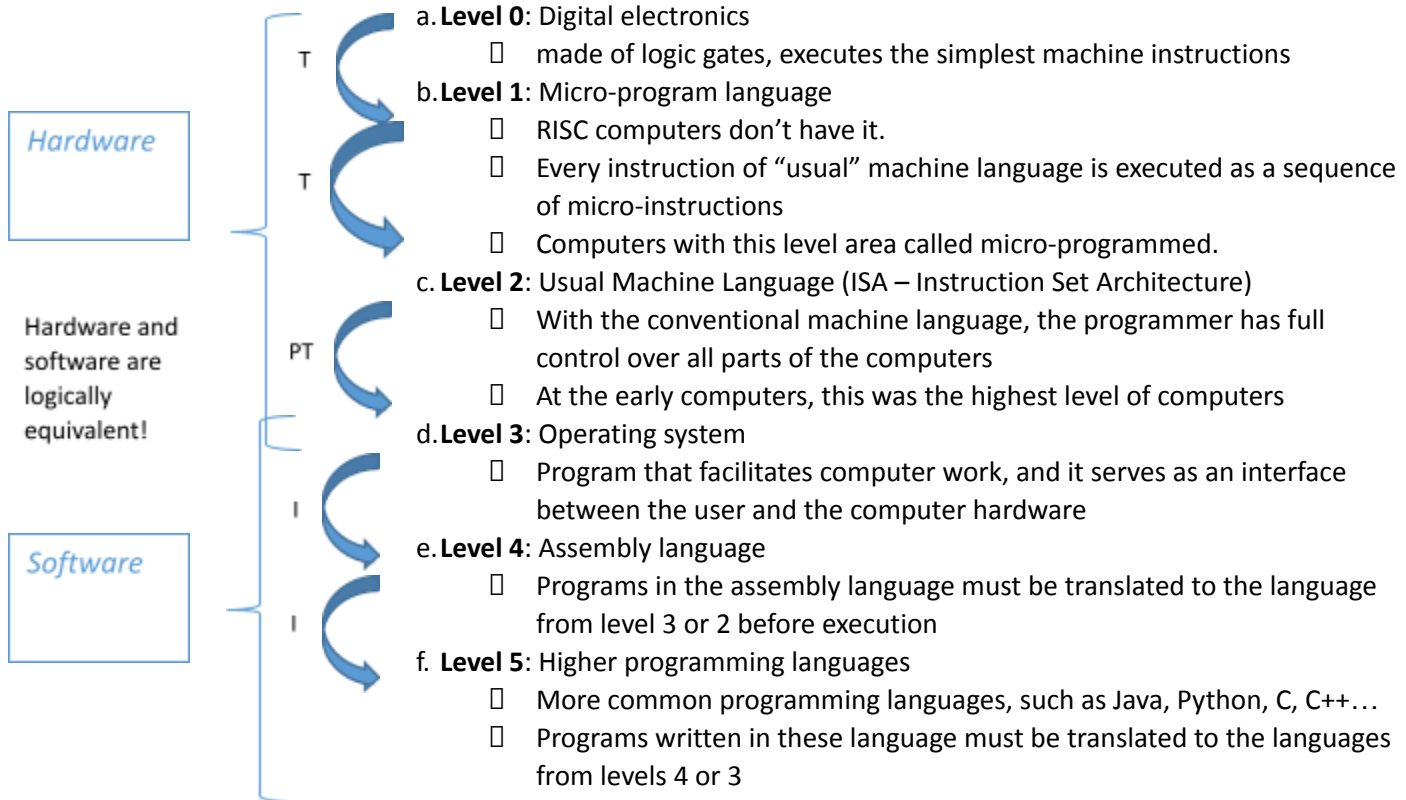 a. Level 0: Digital electronics
T
▯ made of logic gates, executes the simplest machine instructions
b. Level 1: Micro-program language
Hardware
▯ RISC computers don’t have it.
T
▯ Every instruction of “usual” machine language is executed as a sequence
of micro-instructions
▯ Computers with this level area called micro-programmed.
c. Level 2: Usual Machine Language (ISA – Instruction Set Architecture)
Hardware and
software are
logically
equivalent!
▯ With the conventional machine language, the programmer has full
PT
control over all parts of the computers
▯ At the early computers, this was the highest level of computers
d. Level 3: Operating system
▯ Program that facilitates computer work, and it serves as an interface
I
between the user and the computer hardware
e. Level 4: Assembly language
Software
▯ Programs in the assembly language must be translated to the language
I
from level 3 or 2 before execution
f. Level 5: Higher programming languages
▯ More common programming languages, such as Java, Python, C, C++…
▯ Programs written in these language must be translated to the languages
from levels 4 or 3